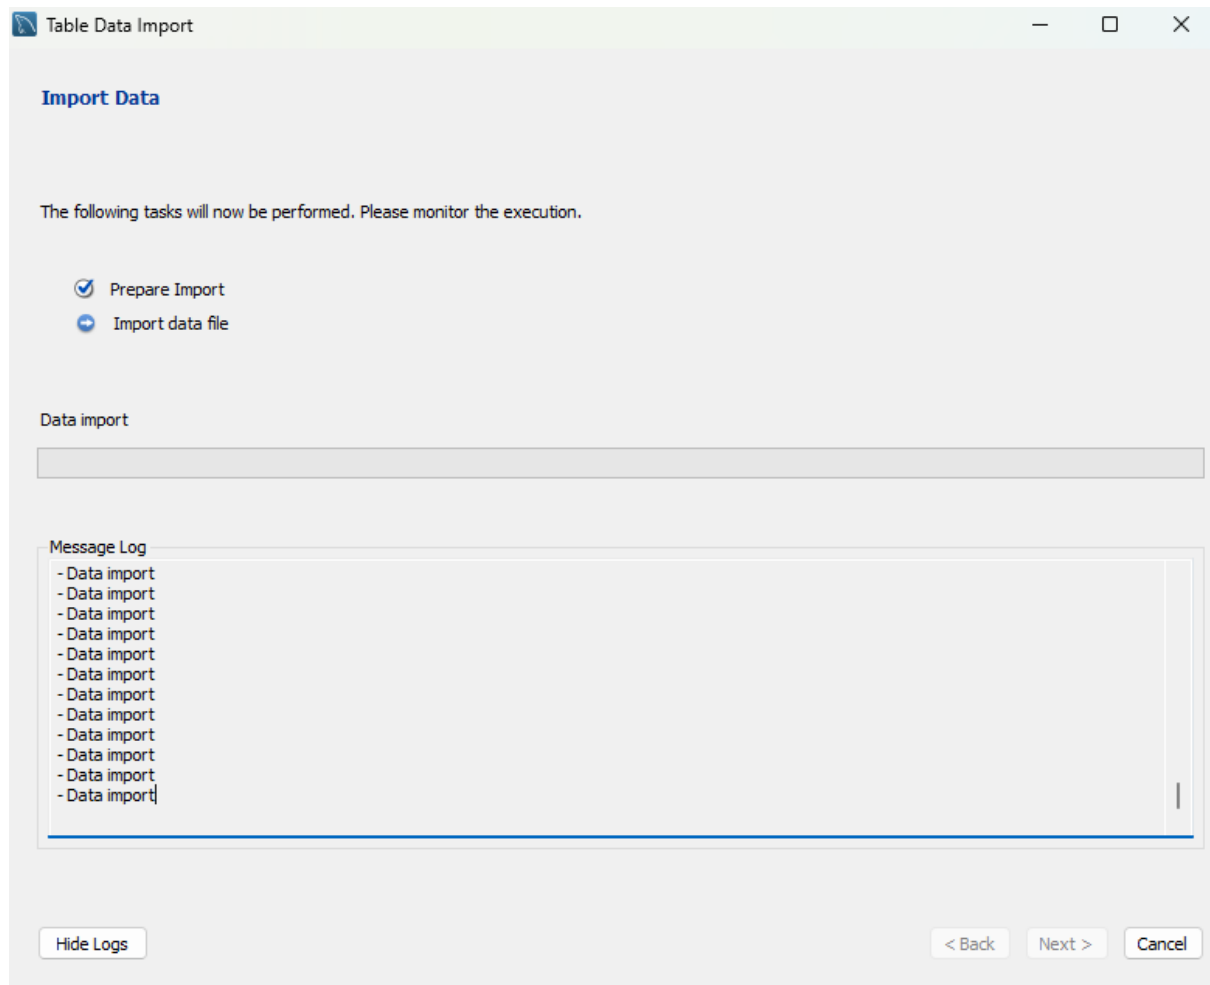 Table Data Import
Import Data
The following tasks will now be performed. Please monitor the execution.
Prepare Import
Import data file
Data import
Message Log
- Data import
- Data import
- Data import
- Data import
- Data import
- Data import
- Data import
- Data import
- Data import
- Data import
- Data import
- Data import
Hide Logs
< Back
Next >
Cancel